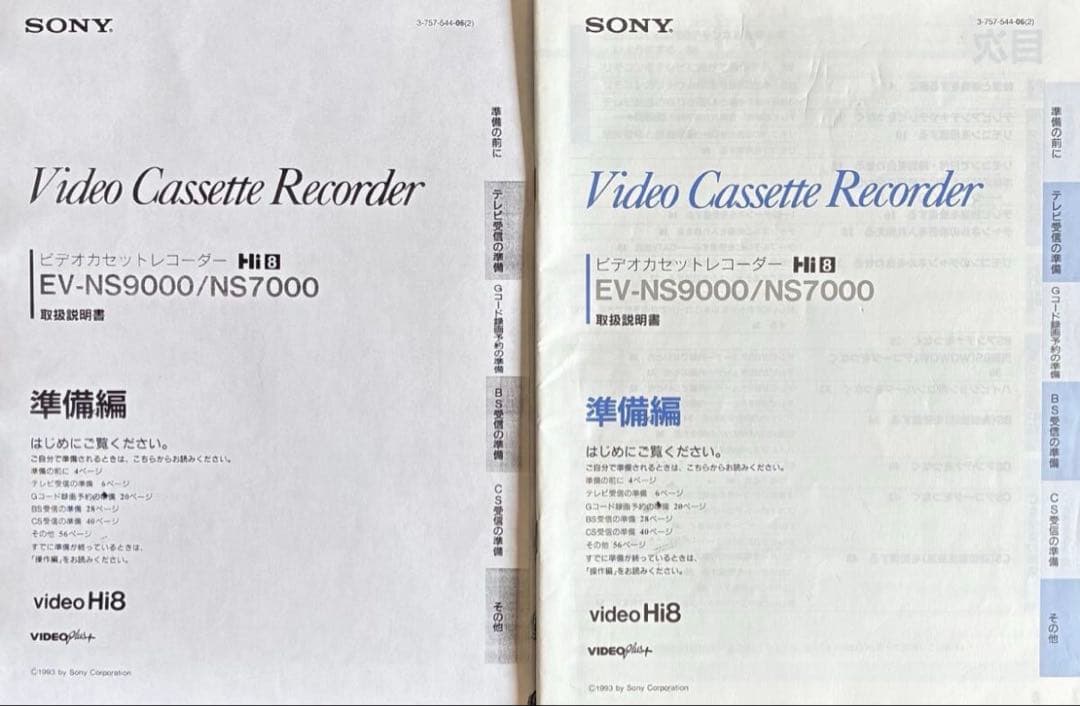 SONY®
3-757-544-06(2)
Video Cassette Recorder
ビデオカセットレコーダー Hi8
EV-NS9000/NS7000
取扱説明書
準備編
はじめにご覧ください。
ご自分で準備されるときは、こちらからお読みください。
準備の前に 4ページ
テレビ受信の準備 6ページ
Gコード録画予約の準備 20ページ
BS受信の準備 28ページ
CS受信の準備 40ページ
その他 56ページ
すでに準備が終っているときは、
「操作編」をお読みください。
video Hi8
VIDEO Plus+
©1993 by Sony Corporation
準備の前に
テレビ受信の準備
Gコード録画予約の準備
BS受信の準備
CS受信の準備
その他
SONY®
3-757-544-06(2)
Video Cassette Recorder
ビデオカセットレコーダー Hi8
EV-NS9000/NS7000
取扱説明書
準備編
はじめにご覧ください。
ご自分で準備されるときは、こちらからお読みください。
準備の前に 4ページ
テレビ受信の準備 6ページ
Gコード録画予約の準備 20ページ
BS受信の準備 28ページ
CS受信の準備 40ページ
その他 56ページ
すでに準備が終っているときは、
「操作編」をお読みください。
video Hi8
VIDEO Plus+
©1993 by Sony Corporation
目次
準備の前に
テレビ受信の準備
Gコード録画予約の準備
BS受信の準備
CS受信の準備
その他